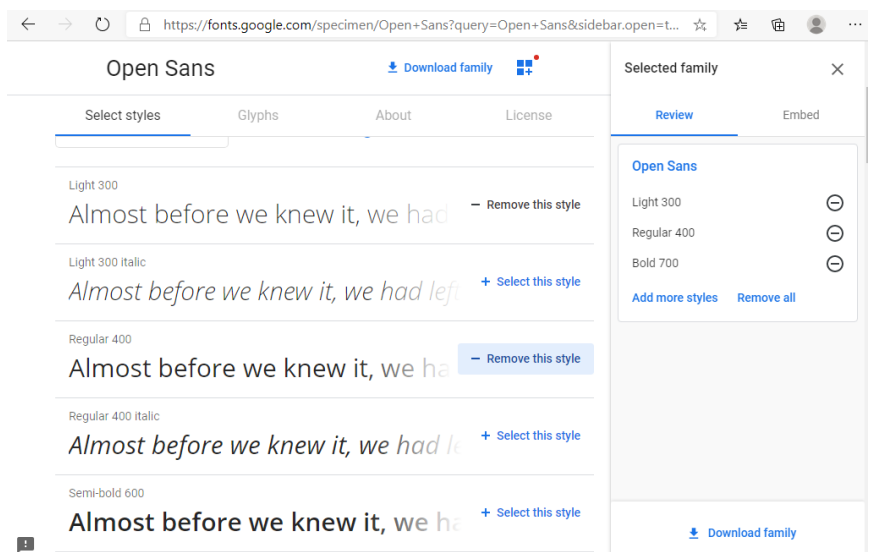 https://fonts.google.com/specimen/Open+Sans?query=Open+Sans&sidebar.open=t...
Open Sans
Download family
Select styles
Glyphs
About
License
Light 300
Almost before we knew it, we had
Remove this style
Light 300 italic
Almost before we knew it, we had left
Select this style
Regular 400
Almost before we knew it, we ha
Remove this style
Regular 400 italic
Almost before we knew it, we had le
Select this style
Semi-bold 600
Almost before we knew it, we ha
Select this style
Selected family
Review
Embed
Open Sans
Light 300
Regular 400
Bold 700
Add more styles
Remove all
Download family